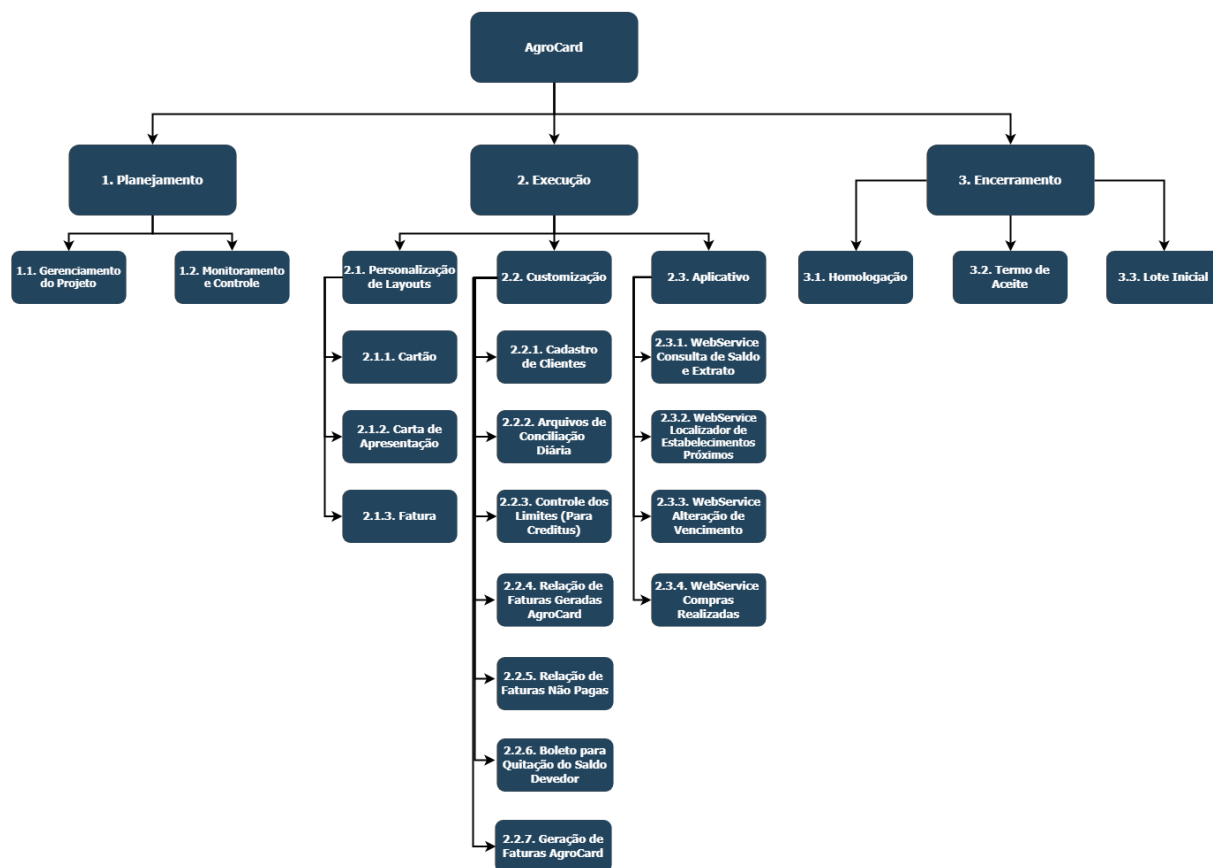 AgroCard
1. Planejamento
2. Execução
3. Encerramento
1.1. Gerenciamento
do Projeto
1.2. Monitoramento
e Controle
2.1. Personalização
de Layouts
2.2. Customização
2.3. Aplicativo
3.1. Homologação
3.2. Termo de
Aceite
3.3. Lote Inicial
2.1.1. Cartão
2.1.2. Carta de
Apresentação
2.1.3. Fatura
2.2.1. Cadastro
de Clientes
2.2.2. Arquivos de
Conciliação
Diária
2.2.3. Controle dos
Limites (Para
Creditus)
2.2.4. Relação de
Faturas Geradas
AgroCard
2.2.5. Relação de
Faturas Não Pagas
2.2.6. Boleto para
Quitação do Saldo
Devedor
2.2.7. Geração de
Faturas AgroCard
2.3.1. WebService
Consulta de Saldo
e Extrato
2.3.2. WebService
Localizador de
Estabelecimentos
Próximos
2.3.3. WebService
Alteração de
Vencimento
2.3.4. WebService
Compras
Realizadas